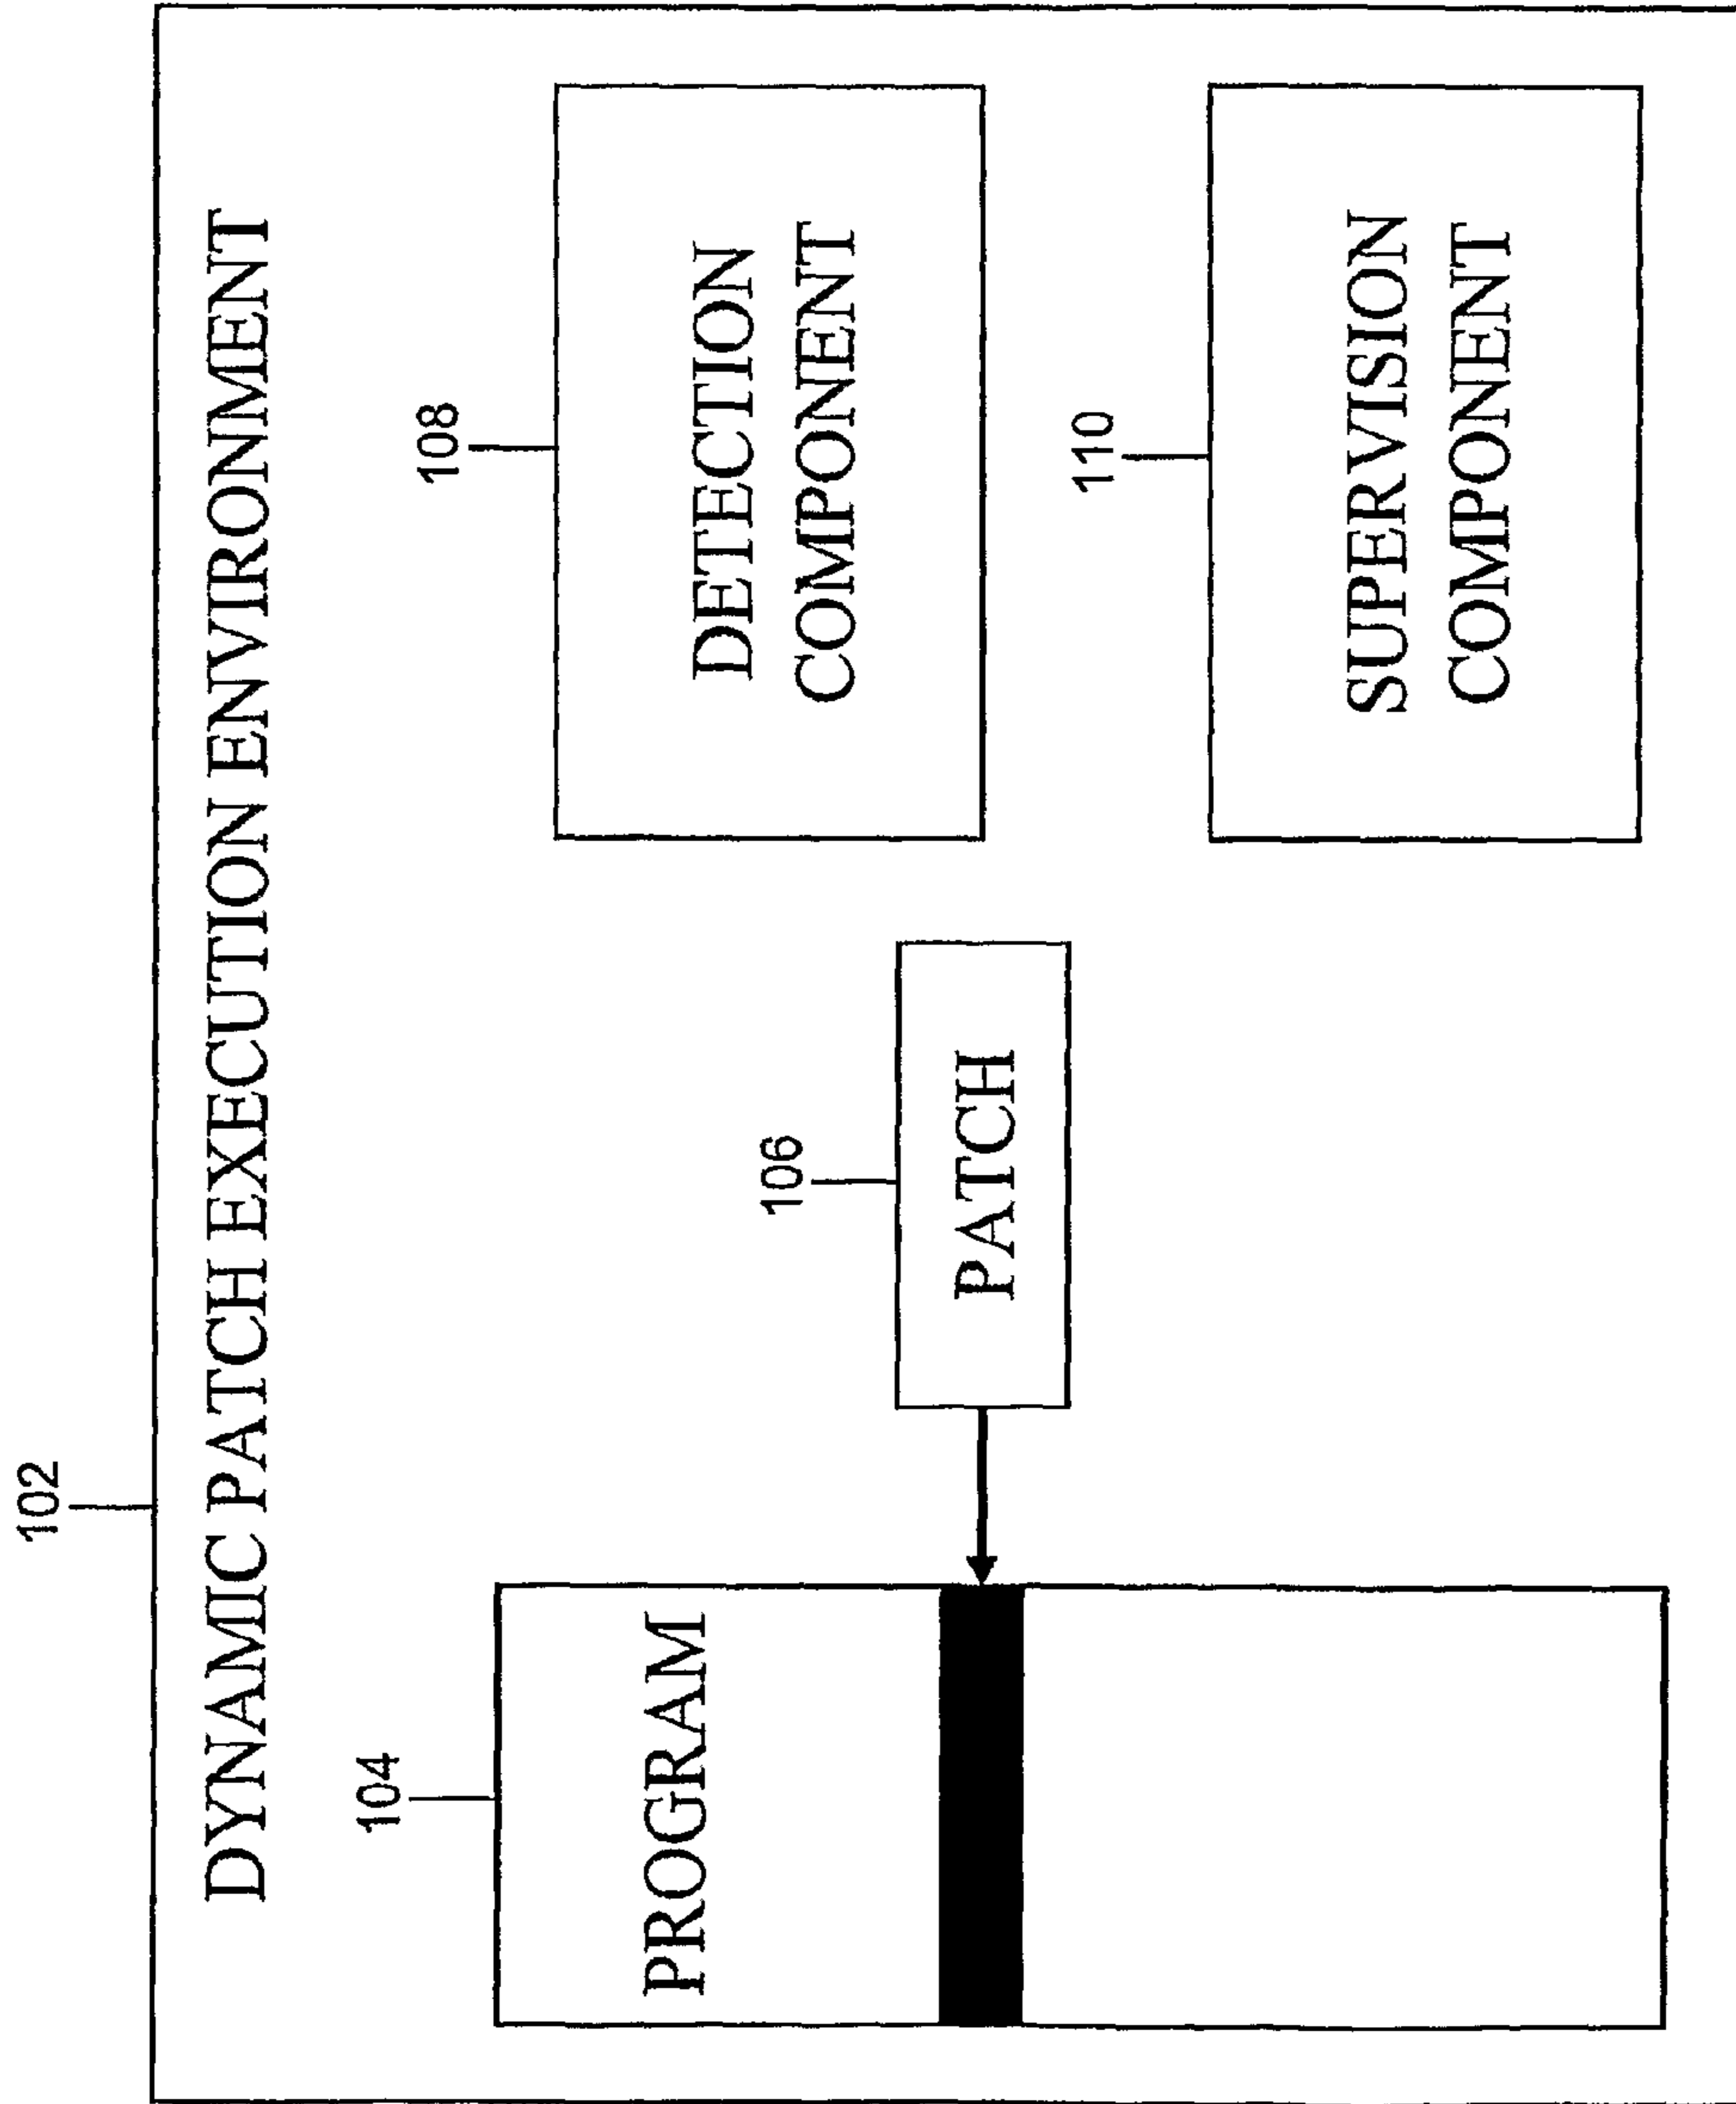 102
DYNAMIC PATCH EXECUTION ENVIRONMENT
104
PROGRAM
106
PATCH
108
DETECTION
COMPONENT
110
SUPERVISION
COMPONENT